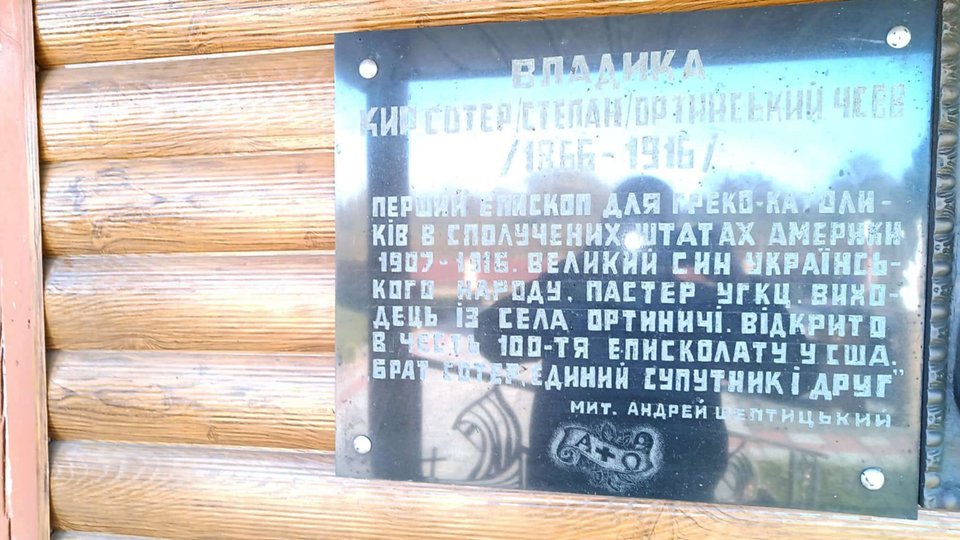 ВЛАДИКА
КИР СОТЕР/СТЕПАН/ОРТИНСЬКИЙ ЧСВВ
/1866-1916/
ПЕРШИЙ ЕПИСКОП ДЛЯ ГРЕКО-КАТОЛИ-
КІВ В СПОЛУЧЕНИХ ШТАТАХ АМЕРИКИ
1907-1916. ВЕЛИКИЙ СИН УКРАЇНСЬ-
КОГО НАРОДУ, ПАСТЕР УГКЦ. ВИХО-
ДЕЦЬ ІЗ СЕЛА ОРТИНИЧІ. ВІДКРИТО
В ЧЕСТЬ 100-ТЯ ЕПИСКОПАТУ У США.
БРАТ СОТЕР, ЄДИНИЙ СУПУТНИК І ДРУГ"
МИТ. АНДРЕЙ ШЕПТИЦЬКИЙ
А + Ω